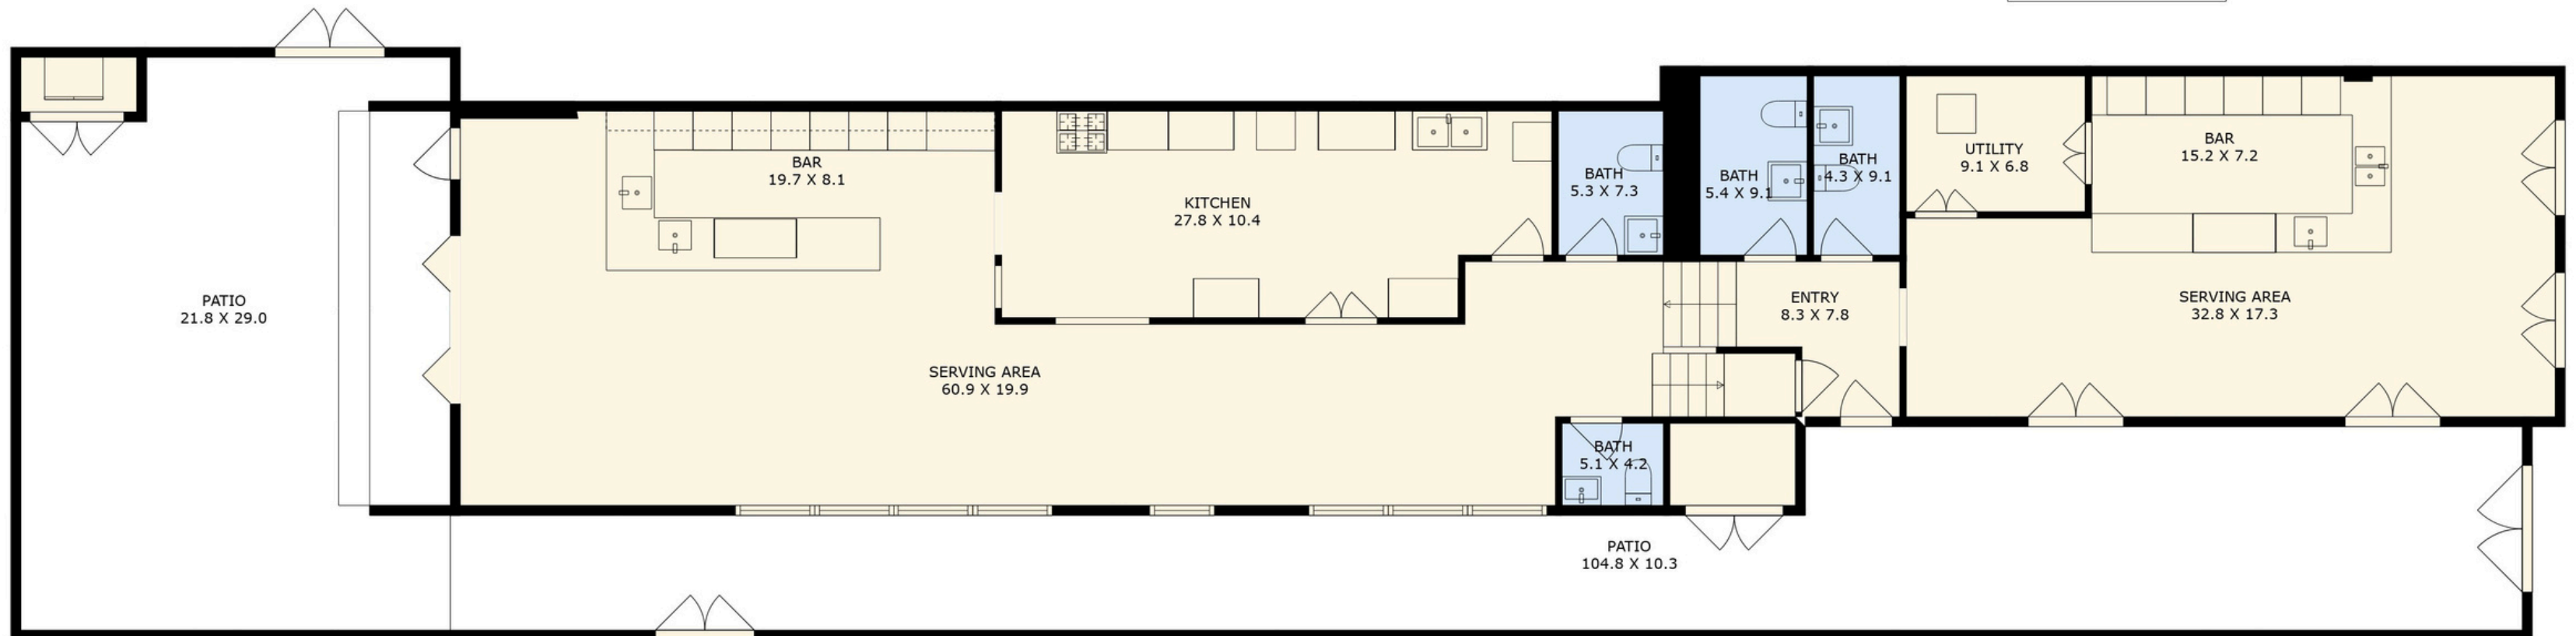 BAR
19.7 X 8.1
KITCHEN
27.8 X 10.4
BATH
5.3 X 7.3
BATH
5.4 X 9.1
BATH
4.3 X 9.1
UTILITY
9.1 X 6.8
BAR
15.2 X 7.2
PATIO
21.8 X 29.0
ENTRY
8.3 X 7.8
SERVING AREA
32.8 X 17.3
SERVING AREA
60.9 X 19.9
BATH
5.1 X 4.2
PATIO
104.8 X 10.3